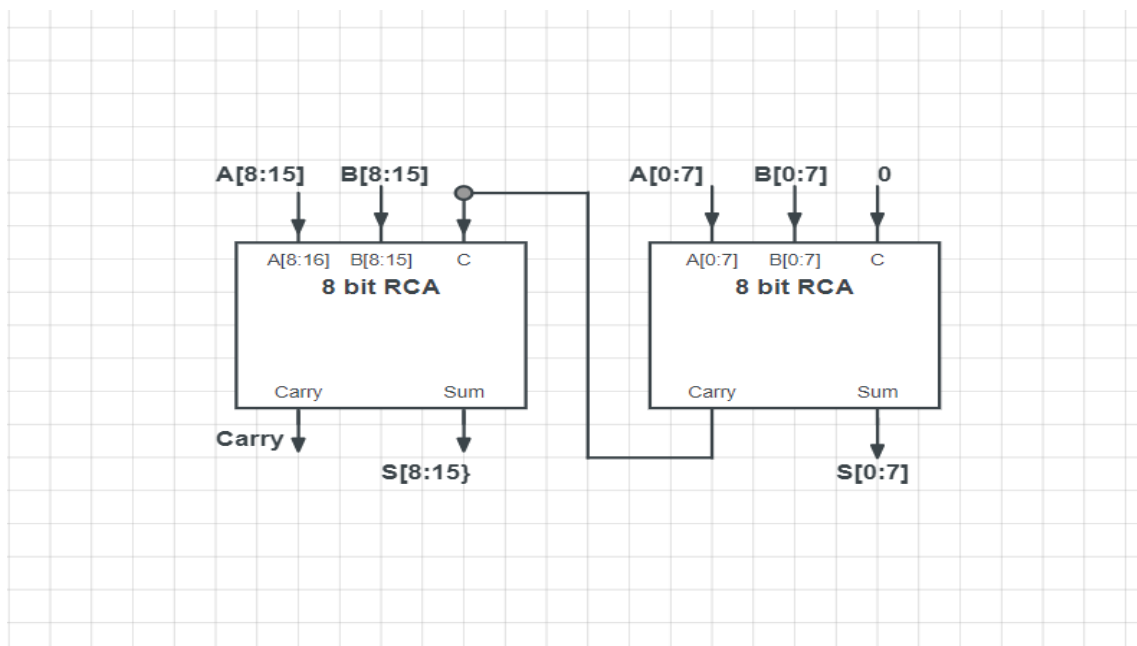 A[8:15] B[8:15] A[0:7] B[0:7] 0
A[8:16] B[8:15] C A[0:7] B[0:7] C
8 bit RCA 8 bit RCA
Carry Sum Carry Sum
Carry
S[8:15} S[0:7]